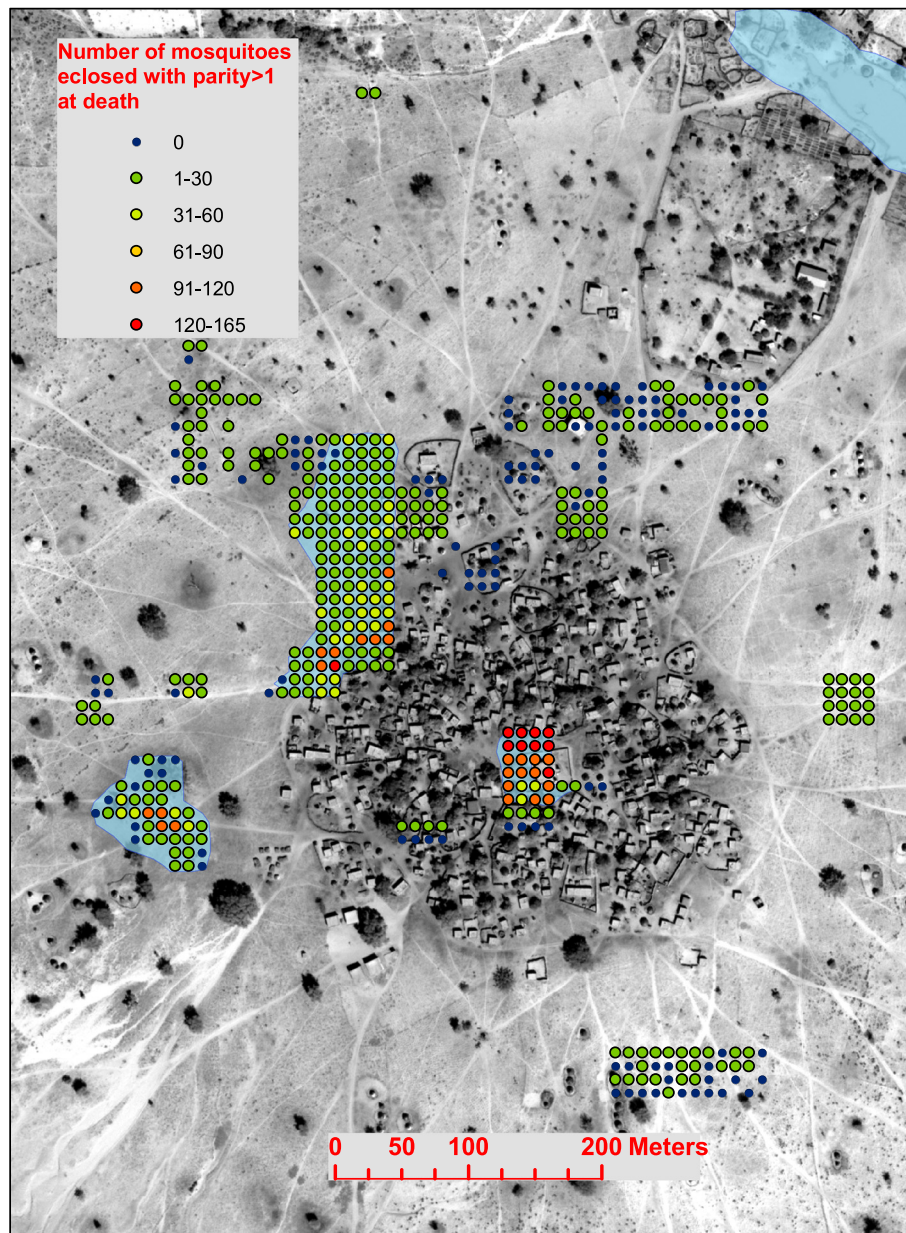 Number of mosquitoes
eclosed with parity>1
at death
0
1-30
31-60
61-90
91-120
120-165
0 50 100 200 Meters